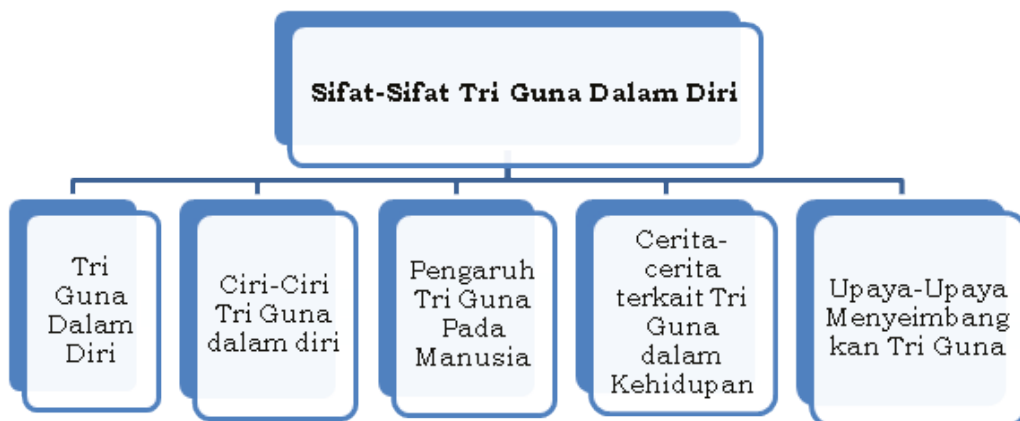 Sifat-Sifat Tri Guna Dalam Diri
Tri
Guna
Dalam
Diri
Ciri-Ciri
Tri Guna
dalam diri
Pengaruh
Tri Guna
Pada
Manusia
Cerita-
cerita
terkait Tri
Guna
dalam
Kehidupan
Upaya-Upaya
Menyeimbang
kan Tri Guna